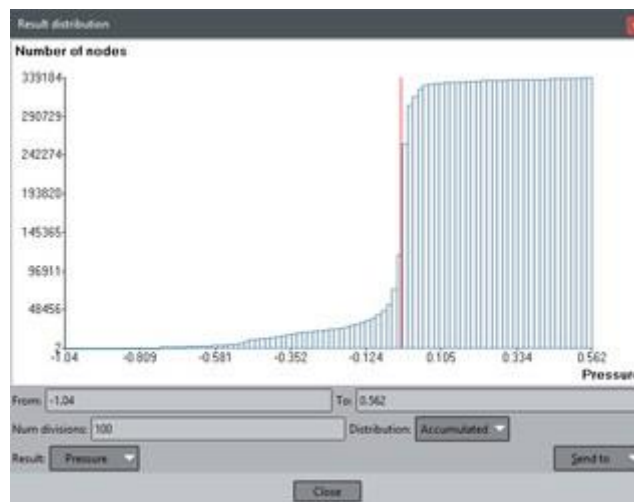 Result distribution
Number of nodes
339184
290729
242274
193820
145365
96911
48456
2
-1.04 -0.809 -0.581 -0.352 -0.124 0.105 0.334 0.562
Pressure
From: -1.04 To: 0.562
Num divisions: 100 Distribution: Accumulated
Result: Pressure Send to
Close